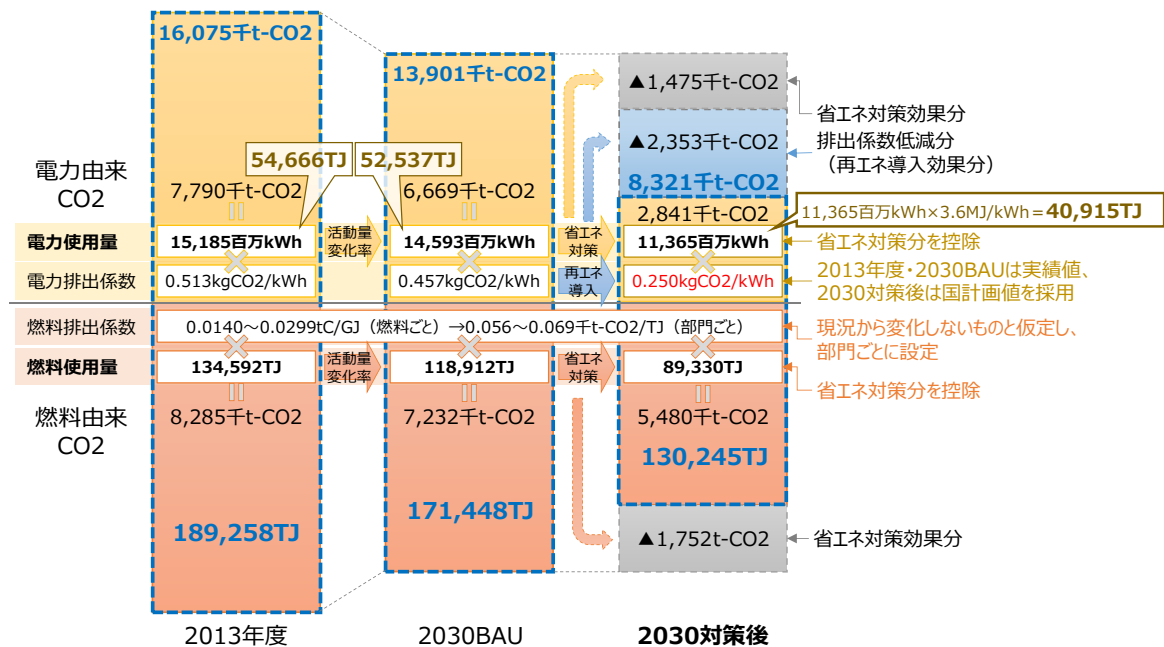 16,075千t-CO2
13,901千t-CO2
▲1,475千t-CO2
省エネ対策効果分
▲2,353千t-CO2
排出係数低減分
（再エネ導入効果分）
電力由来
CO2
54,666TJ
52,537TJ
7,790千t-CO2
6,669千t-CO2
8,321千t-CO2
2,841千t-CO2
11,365百万kWh×3.6MJ/kWh＝40,915TJ
電力使用量
15,185百万kWh
活動量
変化率
14,593百万kWh
省エネ
対策
11,365百万kWh
省エネ対策分を控除
電力排出係数
0.513kgCO2/kWh
0.457kgCO2/kWh
再エネ
導入
0.250kgCO2/kWh
2013年度・2030BAUは実績値、
2030対策後は国計画値を採用
燃料排出係数
0.0140～0.0299tC/GJ（燃料ごと）→0.056～0.069千t-CO2/TJ（部門ごと）
現況から変化しないものと仮定し、
部門ごとに設定
燃料使用量
134,592TJ
活動量
変化率
118,912TJ
省エネ
対策
89,330TJ
省エネ対策分を控除
燃料由来
CO2
8,285千t-CO2
7,232千t-CO2
5,480千t-CO2
130,245TJ
171,448TJ
189,258TJ
▲1,752t-CO2
省エネ対策効果分
2013年度
2030BAU
2030対策後